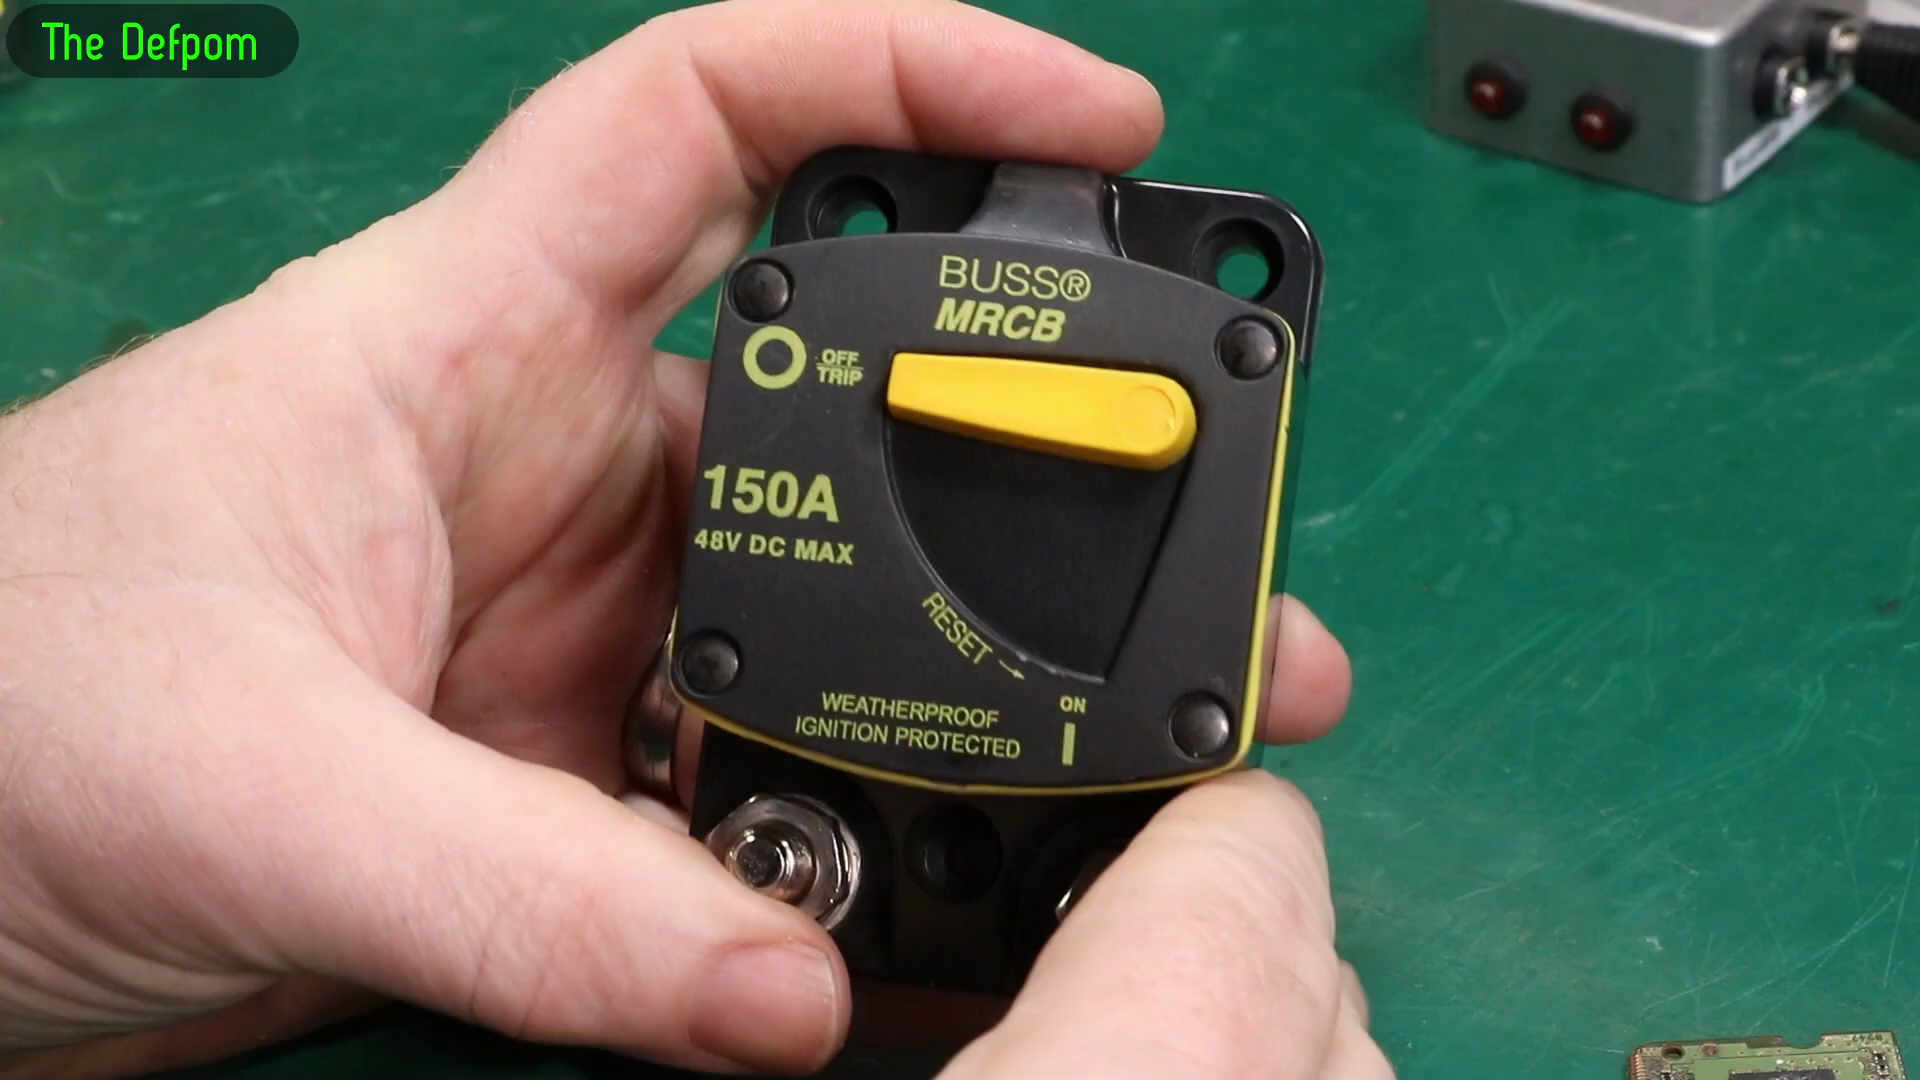 The Defpom
BUSS®
MRCB
OFF
TRIP
150A
48V DC MAX
RESET →
WEATHERPROOF
IGNITION PROTECTED
ON